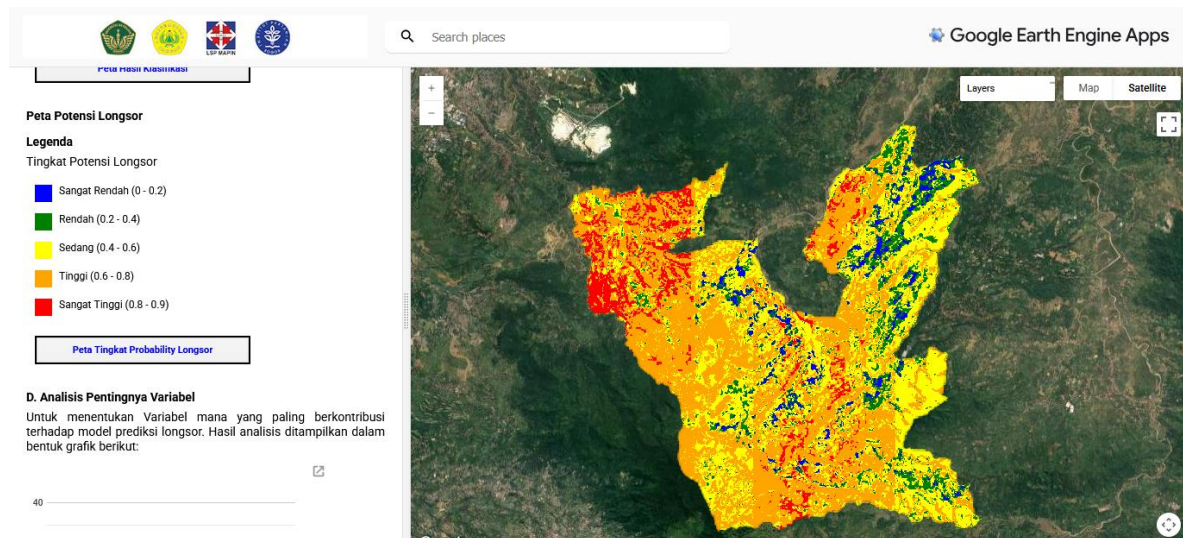 LSP MAPIN
Search places
Google Earth Engine Apps
Peta Hasil Klasifikasi
Peta Potensi Longsor
Legenda
Tingkat Potensi Longsor
Sangat Rendah (0 - 0.2)
Rendah (0.2 - 0.4)
Sedang (0.4 - 0.6)
Tinggi (0.6 - 0.8)
Sangat Tinggi (0.8 - 0.9)
Peta Tingkat Probability Longsor
D. Analisis Pentingnya Variabel
Untuk menentukan Variabel mana yang paling berkontribusi
terhadap model prediksi longsor. Hasil analisis ditampilkan dalam
bentuk grafik berikut:
40
+
−
Layers
Map
Satellite